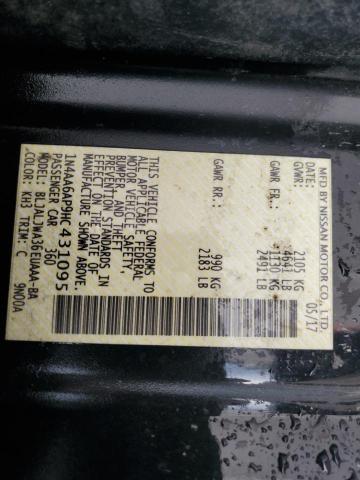 MFD BY NISSAN MOTOR CO., LTD.
05/17
GVWR: 2105 KG
4641 LB
GAWR FR: 1130 KG
2491 LB
GAWR RR: 990 KG
2183 LB
THIS VEHICLE CONFORMS TO
ALL APPLICABLE FEDERAL
MOTOR VEHICLE SAFETY,
BUMPER, AND THEFT
PREVENTION STANDARDS IN
EFFECT ON THE DATE OF
MANUFACTURE SHOWN ABOVE.
1N4AA6AP9HC431095
PASSENGER CAR 360
MODEL: BLJALJWA36EUAAA-BA
COLOR: KH3 TRIM: C 9N00A